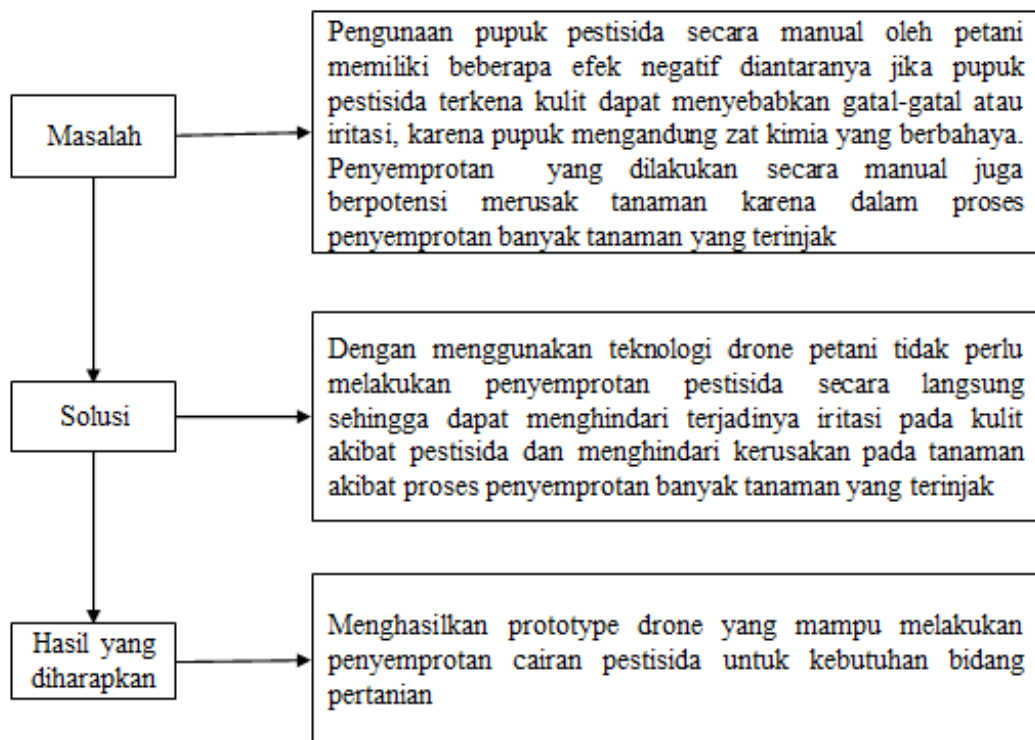 Masalah
Pengunaan pupuk pestisida secara manual oleh petani
memiliki beberapa efek negatif diantaranya jika pupuk
pestisida terkena kulit dapat menyebabkan gatal-gatal atau
iritasi, karena pupuk mengandung zat kimia yang berbahaya.
Penyemprotan yang dilakukan secara manual juga
berpotensi merusak tanaman karena dalam proses
penyemprotan banyak tanaman yang terinjak
Solusi
Dengan menggunakan teknologi drone petani tidak perlu
melakukan penyemprotan pestisida secara langsung
sehingga dapat menghindari terjadinya iritasi pada kulit
akibat pestisida dan menghindari kerusakan pada tanaman
akibat proses penyemprotan banyak tanaman yang terinjak
Hasil yang
diharapkan
Menghasilkan prototype drone yang mampu melakukan
penyemprotan cairan pestisida untuk kebutuhan bidang
pertanian